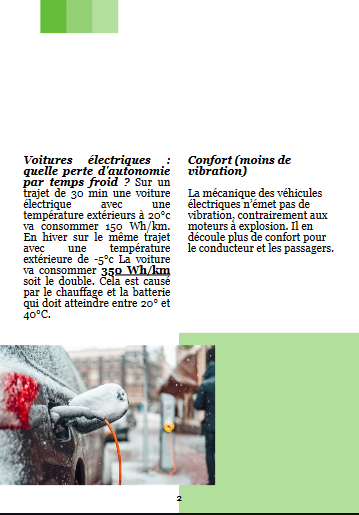 Voitures électriques :
quelle perte d'autonomie
par temps froid ? Sur un
trajet de 30 min une voiture
électrique avec une
température extérieurs à 20°c
va consommer 150 Wh/km.
En hiver sur le même trajet
avec une température
extérieure de -5°c La voiture
va consommer 350 Wh/km
soit le double. Cela est causé
par le chauffage et la batterie
qui doit atteindre entre 20° et
40°C.
Confort (moins de
vibration)
La mécanique des véhicules
électriques n'émet pas de
vibration, contrairement aux
moteurs à explosion. Il en
découle plus de confort pour
le conducteur et les passagers.
2